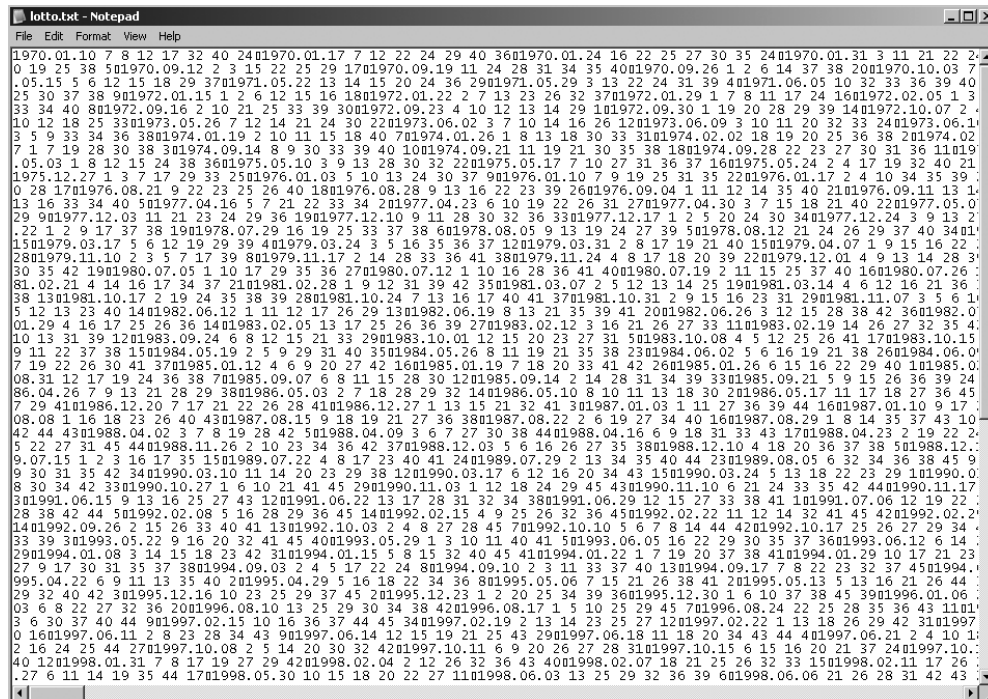 lotto.txt - Notepad
File Edit Format View Help
1970.01.10 7 8 12 17 32 40 24▯1970.01.17 7 12 22 24 29 40 36▯1970.01.24 16 22 25 27 30 35 24▯1970.01.31 3 11 21 22 24
0 19 25 38 5▯1970.09.12 2 3 15 22 25 29 17▯1970.09.19 11 24 28 31 34 35 40▯1970.09.26 1 2 6 14 37 38 20▯1970.10.03 7
.05.15 5 6 12 15 18 29 37▯1971.05.22 13 14 15 20 24 36 29▯1971.05.29 3 13 22 24 31 39 4▯1971.06.05 10 32 33 36 39 40
25 30 37 38 9▯1972.01.15 1 2 6 12 15 16 18▯1972.01.22 2 7 13 23 26 32 37▯1972.01.29 1 7 8 11 17 24 16▯1972.02.05 1 3
33 34 40 8▯1972.09.16 2 10 21 25 33 39 30▯1972.09.23 4 10 12 13 14 29 1▯1972.09.30 1 19 20 28 29 39 14▯1972.10.07 2
10 12 18 25 33▯1973.05.26 7 12 14 21 24 30 22▯1973.06.02 3 7 10 14 16 26 12▯1973.06.09 3 10 11 20 32 33 24▯1973.06.1
3 5 9 33 34 36 38▯1974.01.19 2 10 11 15 18 40 7▯1974.01.26 1 8 13 18 30 33 31▯1974.02.02 18 19 20 25 36 38 2▯1974.02
7 1 7 19 28 30 38 3▯1974.09.14 8 9 30 33 39 40 10▯1974.09.21 11 19 21 30 35 38 18▯1974.09.28 22 23 27 30 31 36 11▯19
.05.03 1 8 12 15 24 38 36▯1975.05.10 3 9 13 28 30 32 22▯1975.05.17 7 10 27 31 36 37 16▯1975.05.24 2 4 17 19 32 40 21
1975.12.27 1 3 7 17 29 33 25▯1976.01.03 5 10 13 24 30 37 9▯1976.01.10 7 9 19 25 31 35 22▯1976.01.17 2 4 10 34 35 39
0 28 17▯1976.08.21 9 22 23 25 26 40 18▯1976.08.28 9 13 16 22 23 39 26▯1976.09.04 1 11 12 14 35 40 21▯1976.09.11 13 1
13 16 33 34 40 5▯1977.04.16 5 7 21 22 33 34 2▯1977.04.23 6 10 19 22 26 31 27▯1977.04.30 3 7 15 18 21 40 22▯1977.05.0
29 9▯1977.12.03 11 21 23 24 29 36 19▯1977.12.10 9 11 28 30 32 36 33▯1977.12.17 1 2 5 20 24 30 34▯1977.12.24 3 9 13 2
.22 1 2 9 17 37 38 19▯1978.07.29 16 19 25 33 37 38 6▯1978.08.05 9 13 19 24 27 39 5▯1978.08.12 21 24 26 29 37 40 34▯1
15▯1979.03.17 5 6 12 19 29 39 4▯1979.03.24 3 5 16 35 36 37 12▯1979.03.31 2 8 17 19 21 40 15▯1979.04.07 1 9 15 16 22
28▯1979.11.10 2 3 5 7 17 39 8▯1979.11.17 2 14 28 33 36 41 38▯1979.11.24 4 8 17 18 20 39 22▯1979.12.01 4 9 13 14 28 3
30 35 42 19▯1980.07.05 1 10 17 29 35 36 27▯1980.07.12 1 10 16 28 36 41 40▯1980.07.19 2 11 15 25 37 40 16▯1980.07.26
81.02.21 4 14 16 17 34 37 21▯1981.02.28 1 9 12 31 39 42 35▯1981.03.07 2 5 12 13 14 25 19▯1981.03.14 4 6 12 16 21 36
38 13▯1981.10.17 2 19 24 35 38 39 28▯1981.10.24 7 13 16 17 40 41 37▯1981.10.31 2 9 15 16 23 31 29▯1981.11.07 3 5 6 1
5 12 13 23 40 14▯1982.06.12 1 11 12 17 26 29 13▯1982.06.19 8 13 21 35 39 41 20▯1982.06.26 3 12 15 28 38 42 36▯1982.0
01.29 4 16 17 25 26 36 14▯1983.02.05 13 17 25 26 36 39 27▯1983.02.12 3 16 21 26 27 33 11▯1983.02.19 14 26 27 32 35 4
10 13 31 39 12▯1983.09.24 6 8 12 15 21 33 29▯1983.10.01 12 15 20 23 27 31 5▯1983.10.08 4 5 12 25 26 41 17▯1983.10.15
9 11 22 37 38 15▯1984.05.19 2 5 9 29 31 40 35▯1984.05.26 8 11 19 21 35 38 23▯1984.06.02 5 6 16 19 21 38 26▯1984.06.0
7 19 22 26 30 41 37▯1985.01.12 4 6 9 20 27 42 16▯1985.01.19 7 18 20 33 41 42 26▯1985.01.26 6 15 16 22 29 40 1▯1985.0
08.31 12 17 19 24 36 38 7▯1985.09.07 6 8 11 15 28 30 12▯1985.09.14 2 14 28 31 34 39 33▯1985.09.21 5 9 15 26 36 39 24
86.04.26 7 9 13 21 28 29 38▯1986.05.03 2 7 18 28 29 32 14▯1986.05.10 8 10 11 13 18 30 2▯1986.05.17 11 17 18 27 36 45
7 29 41▯1986.12.20 7 17 21 22 26 28 41▯1986.12.27 1 13 15 21 32 41 3▯1987.01.03 1 11 27 36 39 44 16▯1987.01.10 9 17
08.08 1 16 18 23 26 40 43▯1987.08.15 9 18 19 21 27 36 38▯1987.08.22 2 6 19 27 34 40 16▯1987.08.29 1 8 14 35 37 43 10
42 44 43▯1988.04.02 3 7 8 19 28 42 5▯1988.04.09 3 6 7 27 30 38 44▯1988.04.16 6 9 18 31 33 43 17▯1988.04.23 2 19 22 2
5 22 27 31 45 44▯1988.11.26 2 10 23 34 36 42 37▯1988.12.03 5 6 16 26 27 35 38▯1988.12.10 4 18 20 36 37 38 5▯1988.12.
9.07.15 1 2 3 16 17 35 15▯1989.07.22 4 8 17 23 40 41 24▯1989.07.29 2 13 34 35 40 44 23▯1989.08.05 6 32 34 36 38 45 9
9 30 31 35 42 34▯1990.03.10 11 14 20 23 29 38 12▯1990.03.17 6 12 16 20 34 43 15▯1990.03.24 5 13 18 22 23 29 1▯1990.0
8 30 34 42 33▯1990.10.27 1 6 10 21 41 45 29▯1990.11.03 1 12 18 24 29 45 43▯1990.11.10 6 21 24 33 35 42 44▯1990.11.17
3▯1991.06.15 9 13 16 25 27 43 12▯1991.06.22 13 17 28 31 32 34 38▯1991.06.29 12 15 27 33 38 41 10▯1991.07.06 12 19 22
28 38 42 44 5▯1992.02.08 5 16 28 29 36 45 14▯1992.02.15 4 9 25 26 32 36 45▯1992.02.22 11 12 14 32 41 45 42▯1992.02.2
14▯1992.09.26 2 15 26 33 40 41 13▯1992.10.03 2 4 8 27 28 45 7▯1992.10.10 5 6 7 8 14 44 42▯1992.10.17 25 26 27 29 34
33 39 3▯1993.05.22 9 16 20 32 41 45 40▯1993.05.29 1 3 10 11 40 41 5▯1993.06.05 16 22 29 30 35 37 36▯1993.06.12 6 14
29▯1994.01.08 3 14 15 18 23 42 31▯1994.01.15 5 8 15 32 40 45 41▯1994.01.22 1 7 19 20 37 38 41▯1994.01.29 10 17 21 23
27 9 17 30 31 35 37 38▯1994.09.03 2 4 5 17 22 24 8▯1994.09.10 2 3 11 33 37 40 13▯1994.09.17 7 8 22 23 32 37 45▯1994.
995.04.22 6 9 11 13 35 40 2▯1995.04.29 5 16 18 22 34 36 8▯1995.05.06 7 15 21 26 38 41 2▯1995.05.13 5 13 16 21 26 44
29 32 40 42 3▯1995.12.16 10 23 25 29 37 45 2▯1995.12.23 1 2 20 25 34 39 36▯1995.12.30 1 6 10 37 38 45 39▯1996.01.06
03 6 8 22 27 32 36 20▯1996.08.10 13 25 29 30 34 38 42▯1996.08.17 1 5 10 25 29 45 7▯1996.08.24 22 25 28 35 36 43 11▯1
3 6 30 37 40 44 9▯1997.02.15 10 16 36 37 44 45 34▯1997.02.19 2 13 14 23 25 27 12▯1997.02.22 1 13 18 26 29 42 43▯1997
0 16▯1997.06.11 2 8 23 28 34 43 9▯1997.06.14 12 15 19 21 25 43 29▯1997.06.18 11 18 20 34 43 44 4▯1997.06.21 2 4 10 1
2 16 24 25 44 27▯1997.10.08 2 5 14 20 30 32 42▯1997.10.11 6 9 20 26 27 28 31▯1997.10.15 6 15 16 20 21 37 24▯1997.10.
40 12▯1998.01.31 7 8 17 19 27 29 42▯1998.02.04 2 12 26 32 36 43 40▯1998.02.07 18 21 25 26 32 33 15▯1998.02.11 17 26
.27 6 11 14 19 35 44 17▯1998.05.30 10 15 18 20 22 27 11▯1998.06.03 13 25 29 32 36 39 6▯1998.06.06 21 26 28 31 42 43